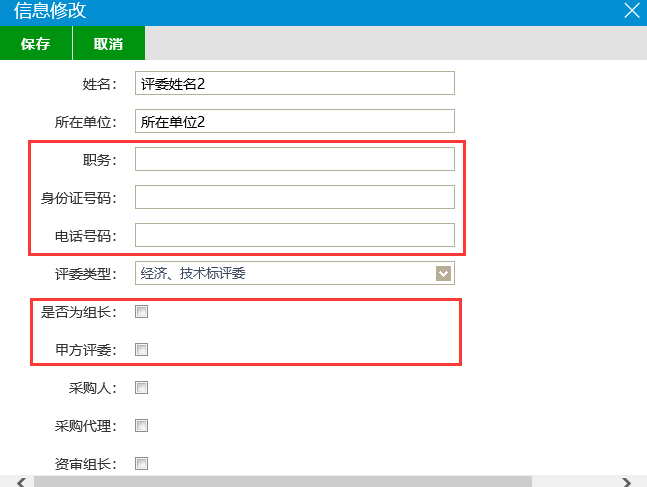 信息修改
保存 取消
姓名： 评委姓名2
所在单位： 所在单位2
职务：
身份证号码：
电话号码：
评委类型： 经济、技术标评委
是否为组长：
甲方评委：
采购人：
采购代理：
资审组长：